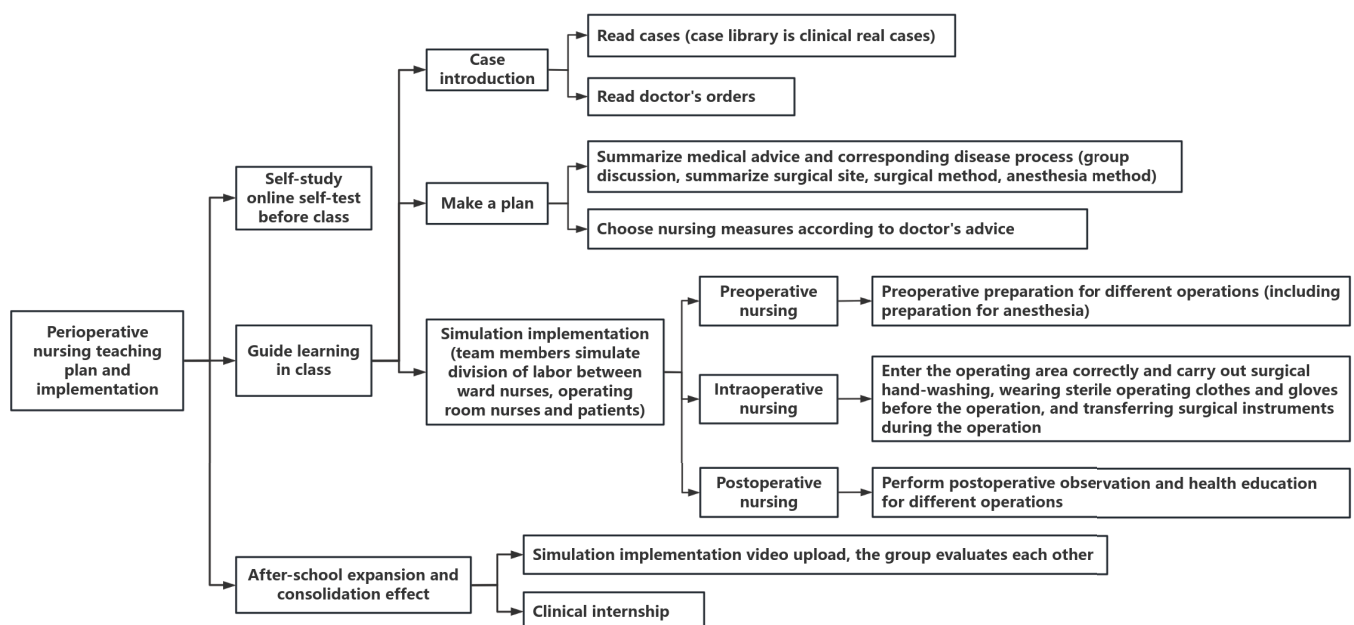 Perioperative
nursing teaching
plan and
implementation
Self-study
online self-test
before class
Guide learning
in class
After-school expansion and
consolidation effect
Case
introduction
Make a plan
Simulation implementation
(team members simulate
division of labor between
ward nurses, operating
room nurses and patients)
Read cases (case library is clinical real cases)
Read doctor's orders
Summarize medical advice and corresponding disease process (group
discussion, summarize surgical site, surgical method, anesthesia method)
Choose nursing measures according to doctor's advice
Preoperative
nursing
Preoperative preparation for different operations (including
preparation for anesthesia)
Intraoperative
nursing
Enter the operating area correctly and carry out surgical
hand-washing, wearing sterile operating clothes and gloves
before the operation, and transferring surgical instruments
during the operation
Postoperative
nursing
Perform postoperative observation and health education
for different operations
Simulation implementation video upload, the group evaluates each other
Clinical internship